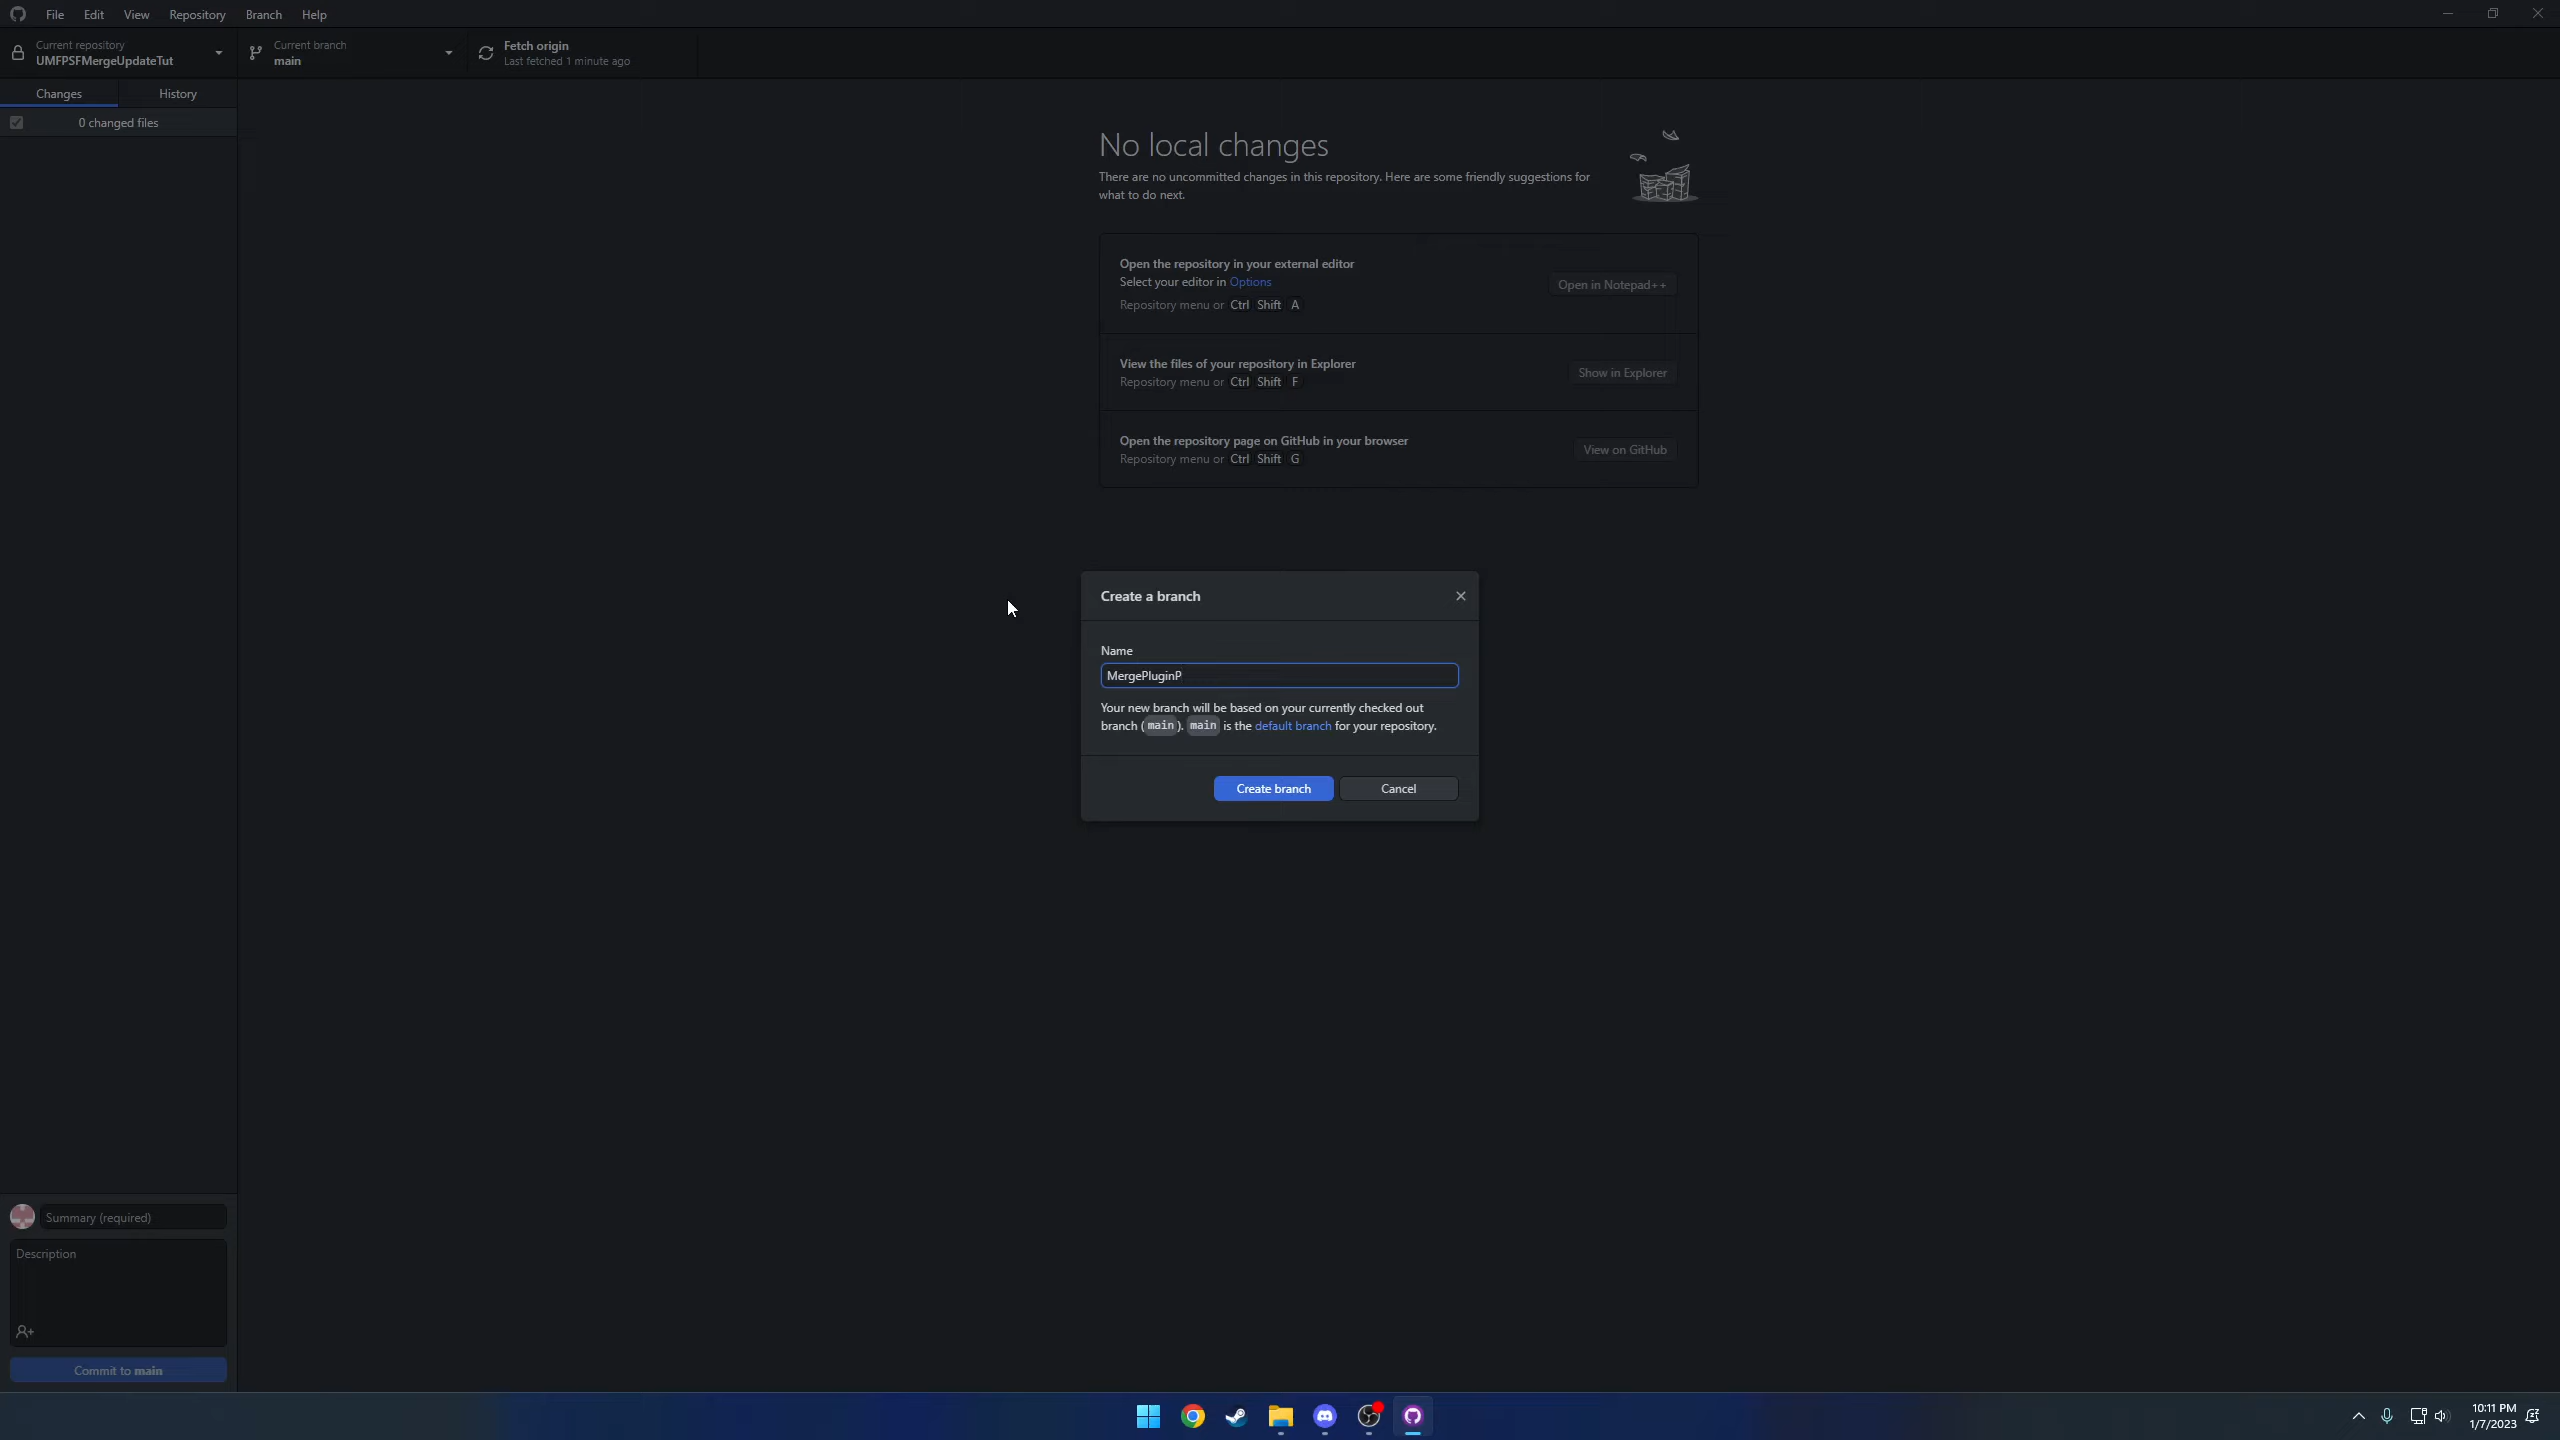 File Edit View Repository Branch Help
Current repository
UMFPSFMergeUpdateTut
Current branch
main
Fetch origin
Last fetched 1 minute ago
Changes History
0 changed files
No local changes
There are no uncommitted changes in this repository. Here are some friendly suggestions for
what to do next.
Open the repository in your external editor
Select your editor in Options
Repository menu or Ctrl Shift A
Open in Notepad++
View the files of your repository in Explorer
Repository menu or Ctrl Shift F
Show in Explorer
Open the repository page on GitHub in your browser
Repository menu or Ctrl Shift G
View on GitHub
Create a branch
Name
MergePluginP
Your new branch will be based on your currently checked out
branch (main). main is the default branch for your repository.
Create branch
Cancel
Summary (required)
Description
Commit to main
10:11 PM
1/7/2023